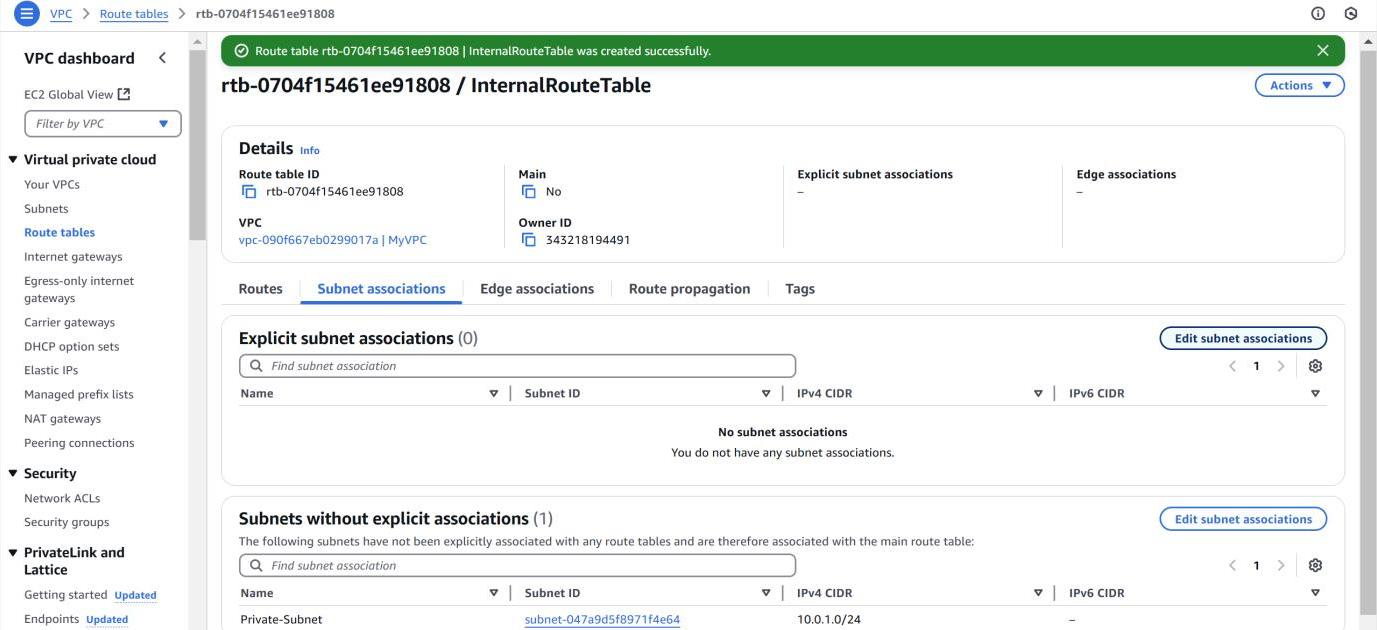 VPC > Route tables > rtb-0704f15461ee91808
VPC dashboard
EC2 Global View
Filter by VPC
Virtual private cloud
Your VPCs
Subnets
Route tables
Internet gateways
Egress-only internet
gateways
Carrier gateways
DHCP option sets
Elastic IPs
Managed prefix lists
NAT gateways
Peering connections
Security
Network ACLs
Security groups
PrivateLink and
Lattice
Getting started Updated
Endpoints Updated
Route table rtb-0704f15461ee91808 | InternalRouteTable was created successfully.
rtb-0704f15461ee91808 / InternalRouteTable
Actions
Details Info
Route table ID
rtb-0704f15461ee91808
Main
No
Explicit subnet associations
–
Edge associations
–
VPC
vpc-090f667eb0299017a | MyVPC
Owner ID
343218194491
Routes
Subnet associations
Edge associations
Route propagation
Tags
Explicit subnet associations (0)
Edit subnet associations
Find subnet association
1
Name
Subnet ID
IPv4 CIDR
IPv6 CIDR
No subnet associations
You do not have any subnet associations.
Subnets without explicit associations (1)
Edit subnet associations
The following subnets have not been explicitly associated with any route tables and are therefore associated with the main route table:
Find subnet association
1
Name
Subnet ID
IPv4 CIDR
IPv6 CIDR
Private-Subnet
subnet-047a9d5f8971f4e64
10.0.1.0/24
–